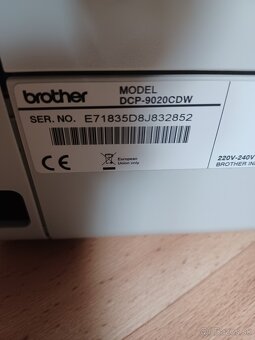 brother
MODEL
DCP-9020CDW
SER. NO. E71835D8J832852
CE
European
Union only
220V-240V
BROTHER IN